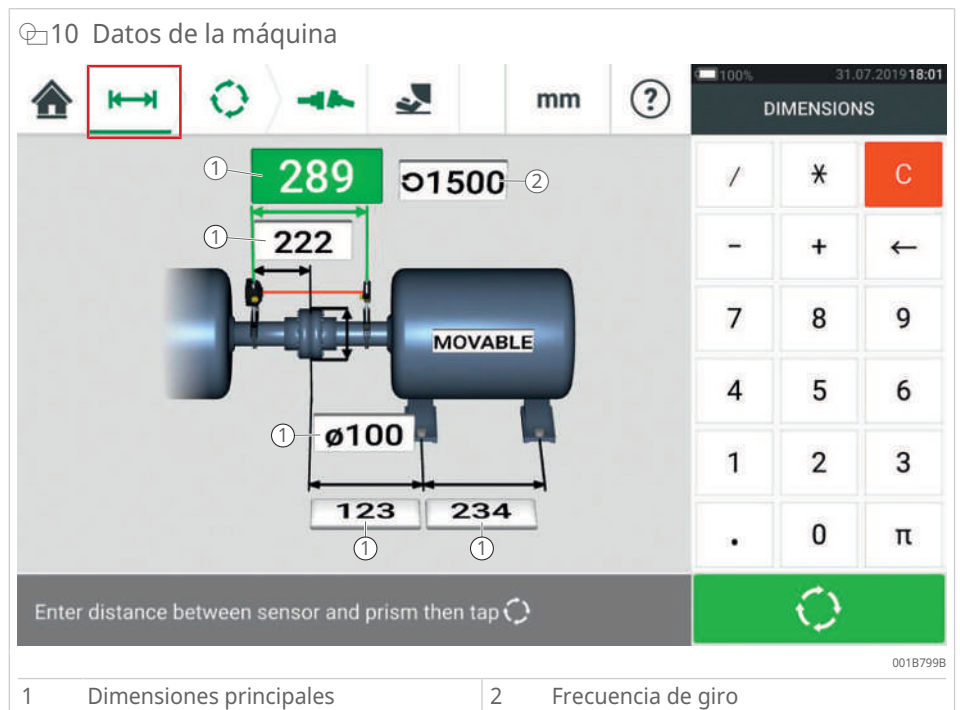 10 Datos de la máquina
mm
?
100% 31.07.2019 18:01
DIMENSIONS
1 289
1500 2
1 222
MOVABLE
1 ø100
123 234
1 1
/ * C
- + ←
7 8 9
4 5 6
1 2 3
. 0 π
Enter distance between sensor and prism then tap
001B799B
1 Dimensiones principales
2 Frecuencia de giro